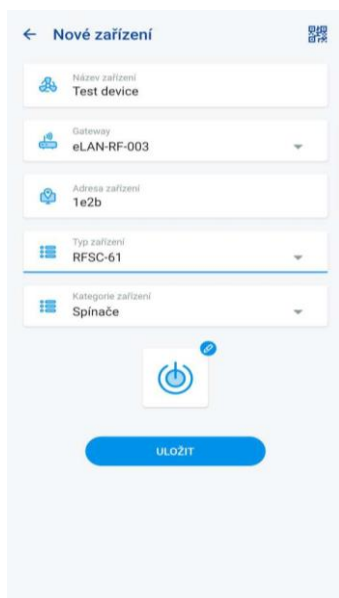 Nové zařízení
Název zařízení
Test device
Gateway
eLAN-RF-003
Adresa zařízení
1e2b
Typ zařízení
RFSC-61
Kategorie zařízení
Spínače
ULOŽIT